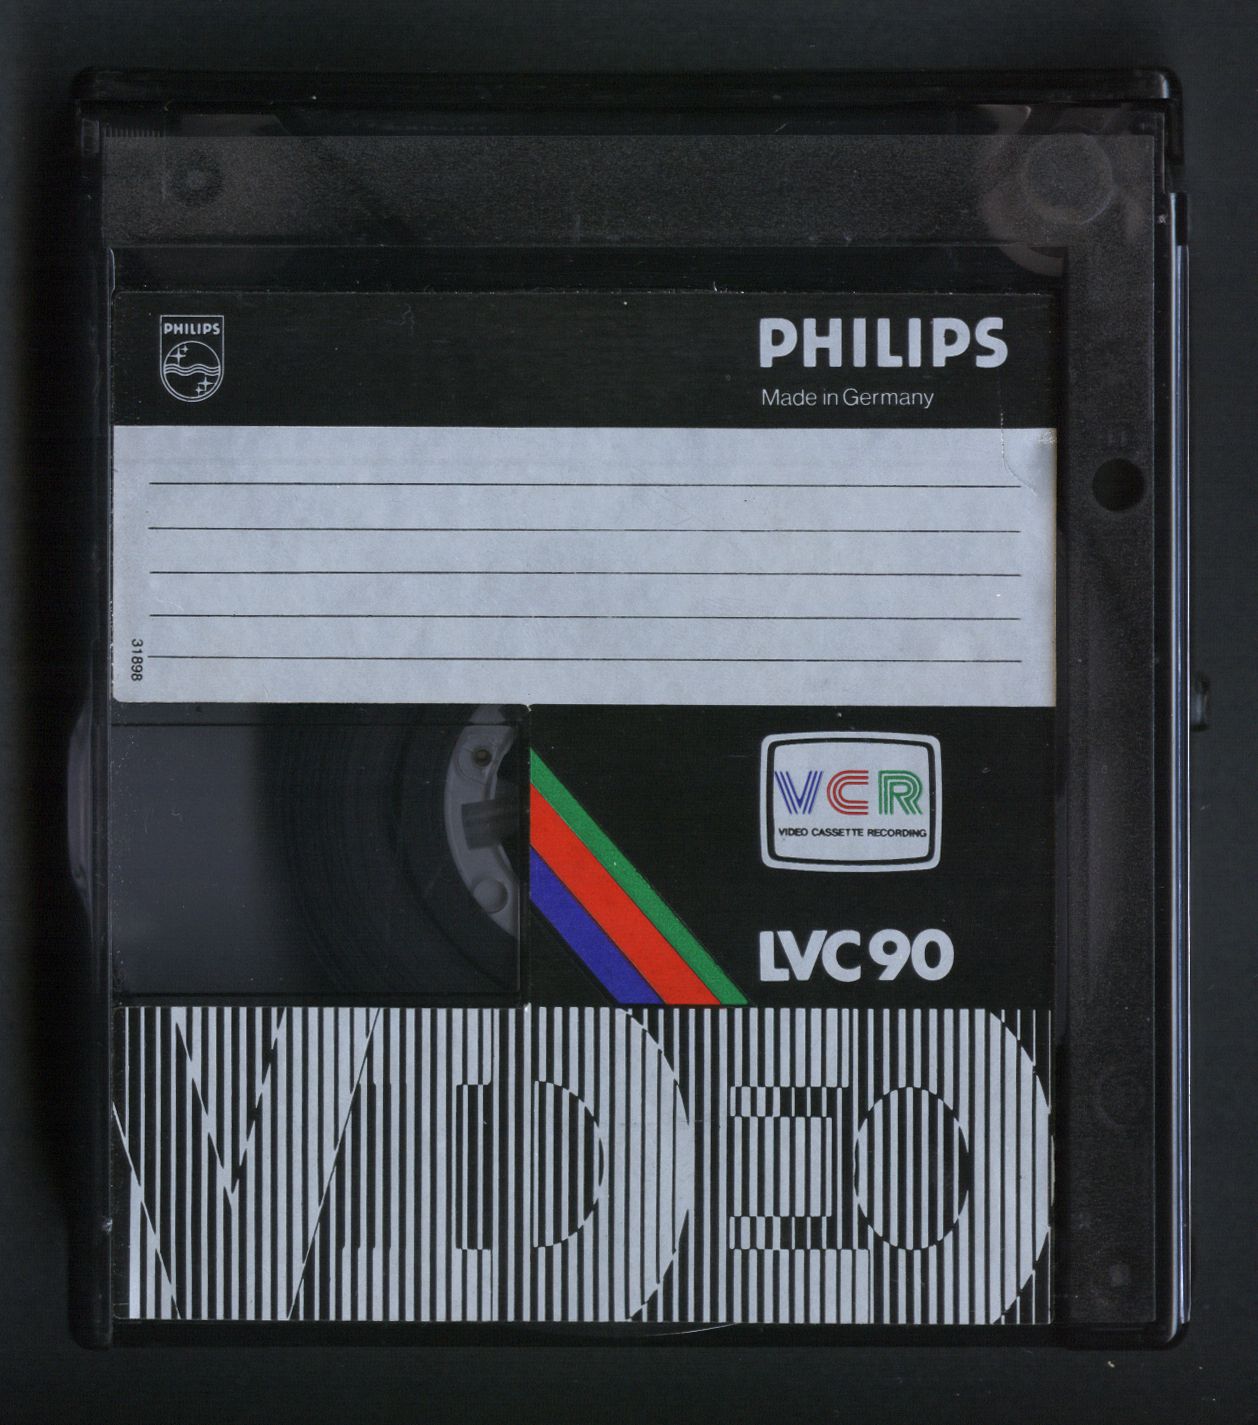 PHILIPS
PHILIPS
Made in Germany
31898
VCR
VIDEO CASSETTE RECORDING
LVC 90
VIDEO